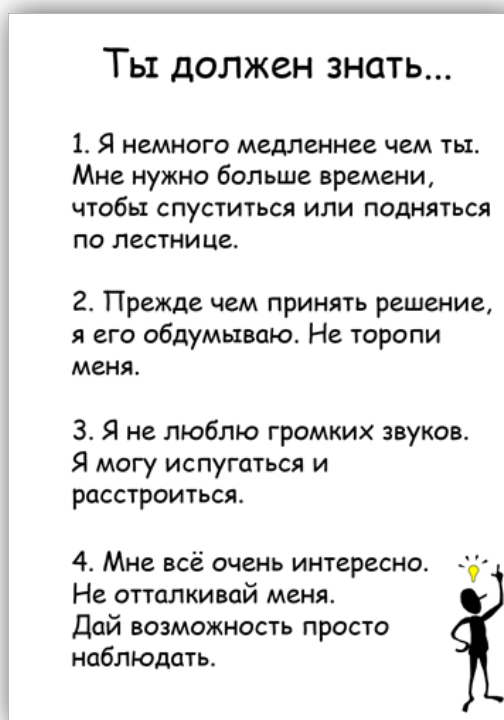 Ты должен знать...
1. Я немного медленнее чем ты.
Мне нужно больше времени,
чтобы спуститься или подняться
по лестнице.
2. Прежде чем принять решение,
я его обдумываю. Не торопи
меня.
3. Я не люблю громких звуков.
Я могу испугаться и
расстроиться.
4. Мне всё очень интересно.
Не отталкивай меня.
Дай возможность просто
наблюдать.